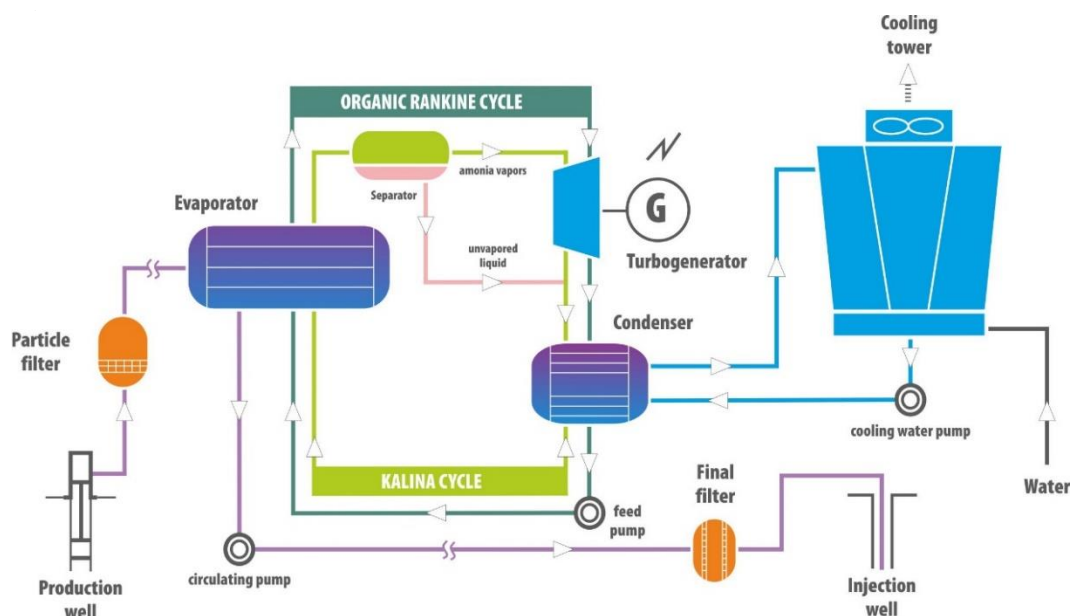 Cooling
tower
ORGANIC RANKINE CYCLE
amonia vapors
Separator
Evaporator
unvapored
liquid
G
Turbogenerator
Condenser
Particle
filter
cooling water pump
KALINA CYCLE
Final
filter
Water
feed
pump
circulating pump
Production
well
Injection
well